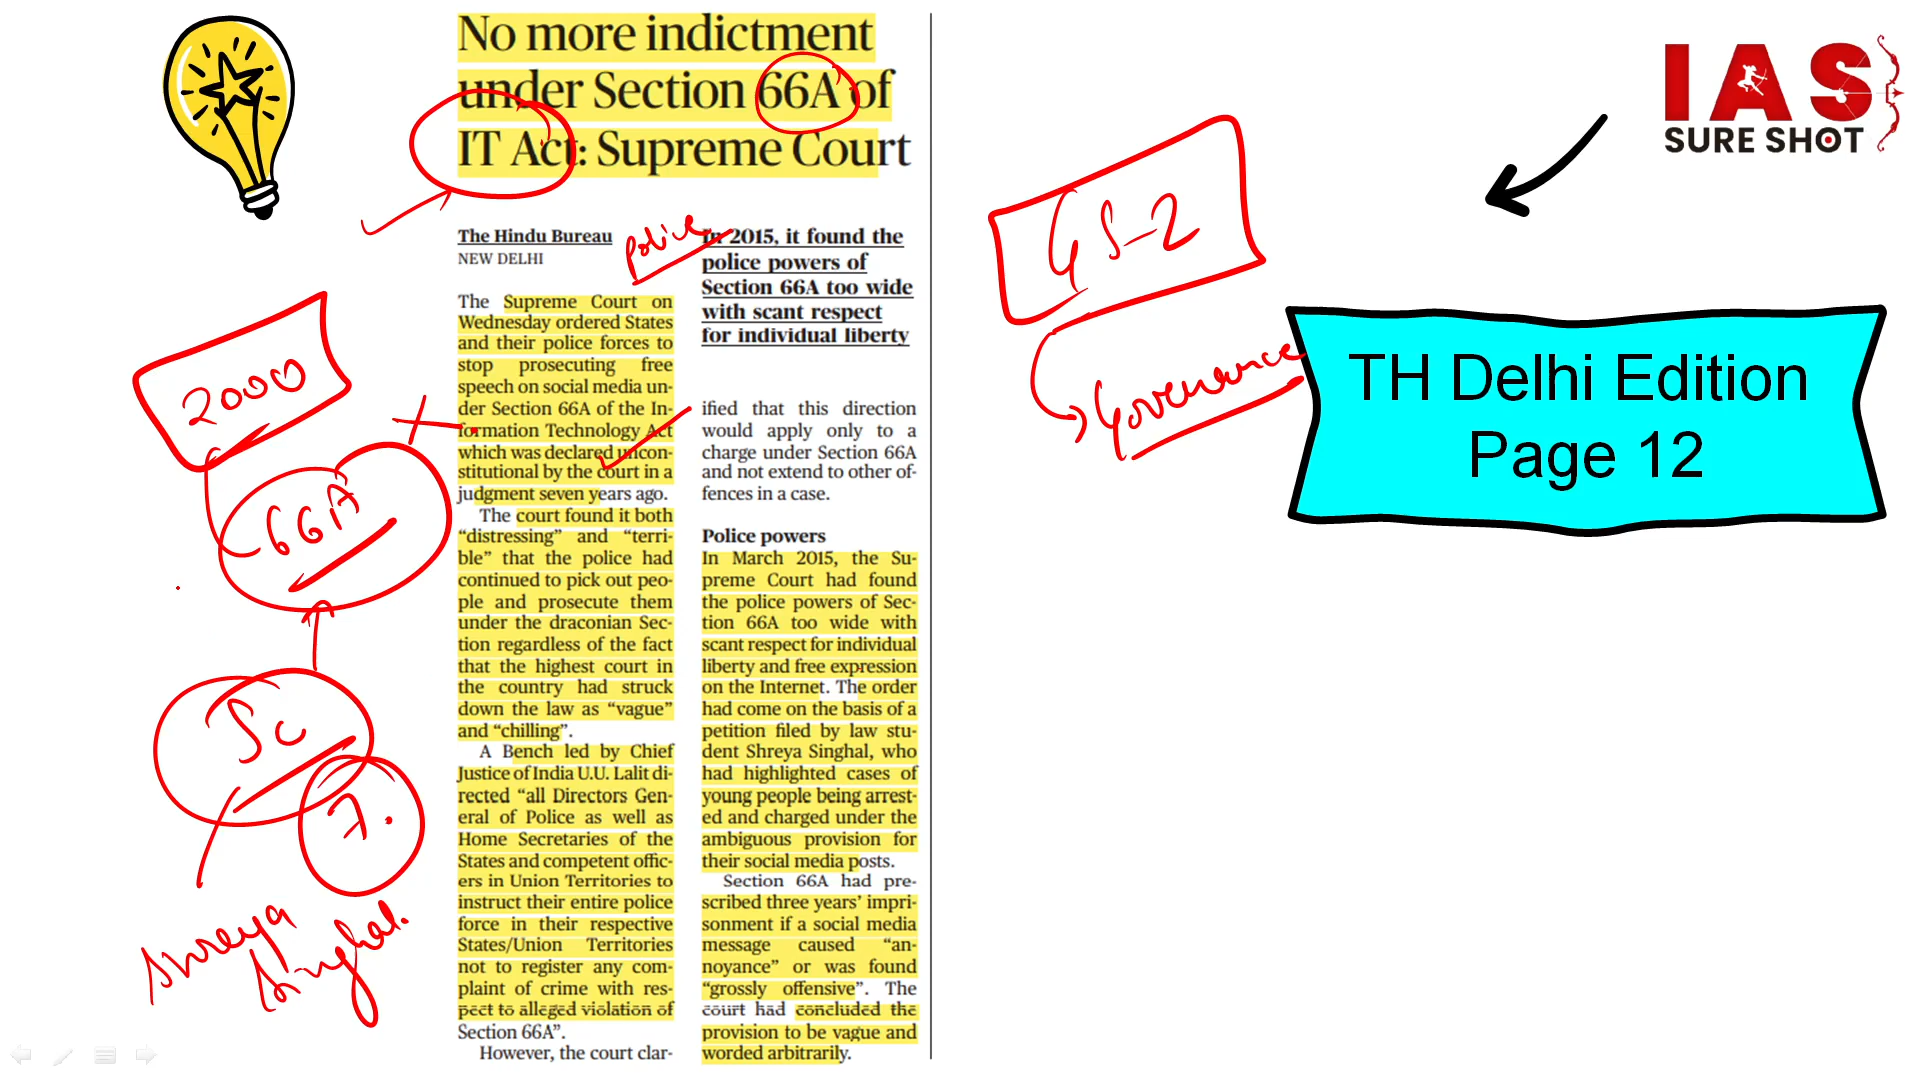 No more indictment
under Section 66A of
IT Act: Supreme Court
The Hindu Bureau
NEW DELHI
The Supreme Court on
Wednesday ordered States
and their police forces to
stop prosecuting free
speech on social media un-
der Section 66A of the In-
formation Technology Act
which was declared uncon-
stitutional by the court in a
judgment seven years ago.
The court found it both
“distressing” and “terri-
ble” that the police had
continued to pick out peo-
ple and prosecute them
under the draconian Sec-
tion regardless of the fact
that the highest court in
the country had struck
down the law as “vague”
and “chilling”.
A Bench led by Chief
Justice of India U.U. Lalit di-
rected “all Directors Gen-
eral of Police as well as
Home Secretaries of the
States and competent offic-
ers in Union Territories to
instruct their entire police
force in their respective
States/Union Territories
not to register any com-
plaint of crime with res-
pect to alleged violation of
Section 66A”.
However, the court clar-
police
In 2015, it found the
police powers of
Section 66A too wide
with scant respect
for individual liberty
ified that this direction
would apply only to a
charge under Section 66A
and not extend to other of-
fences in a case.
Police powers
In March 2015, the Su-
preme Court had found
the police powers of Sec-
tion 66A too wide with
scant respect for individual
liberty and free expression
on the Internet. The order
had come on the basis of a
petition filed by law stu-
dent Shreya Singhal, who
had highlighted cases of
young people being arrest-
ed and charged under the
ambiguous provision for
their social media posts.
Section 66A had pre-
scribed three years’ impri-
sonment if a social media
message caused “an-
noyance” or was found
“grossly offensive”. The
court had concluded the
provision to be vague and
worded arbitrarily.
2000
66A
SC
7.
Shreya
Singhal.
GS-2
Governance
IAS
SURE SHOT
TH Delhi Edition
Page 12